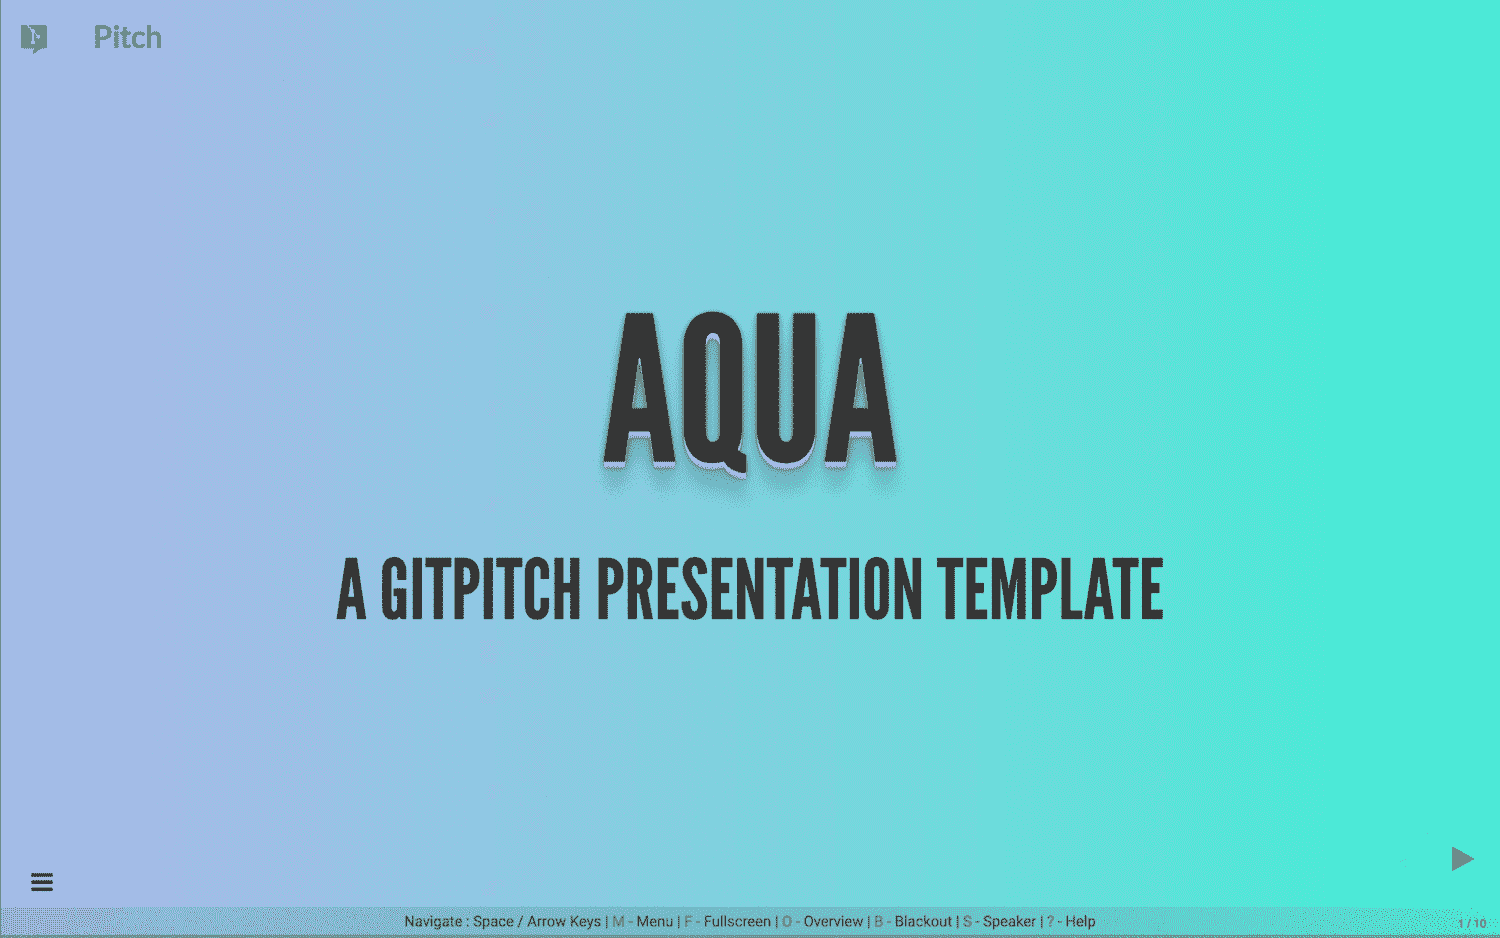 Pitch
AQUA
A GITPITCH PRESENTATION TEMPLATE
Navigate : Space / Arrow Keys | M - Menu | F - Fullscreen | O - Overview | B - Blackout | S - Speaker | ? - Help
1 / 10